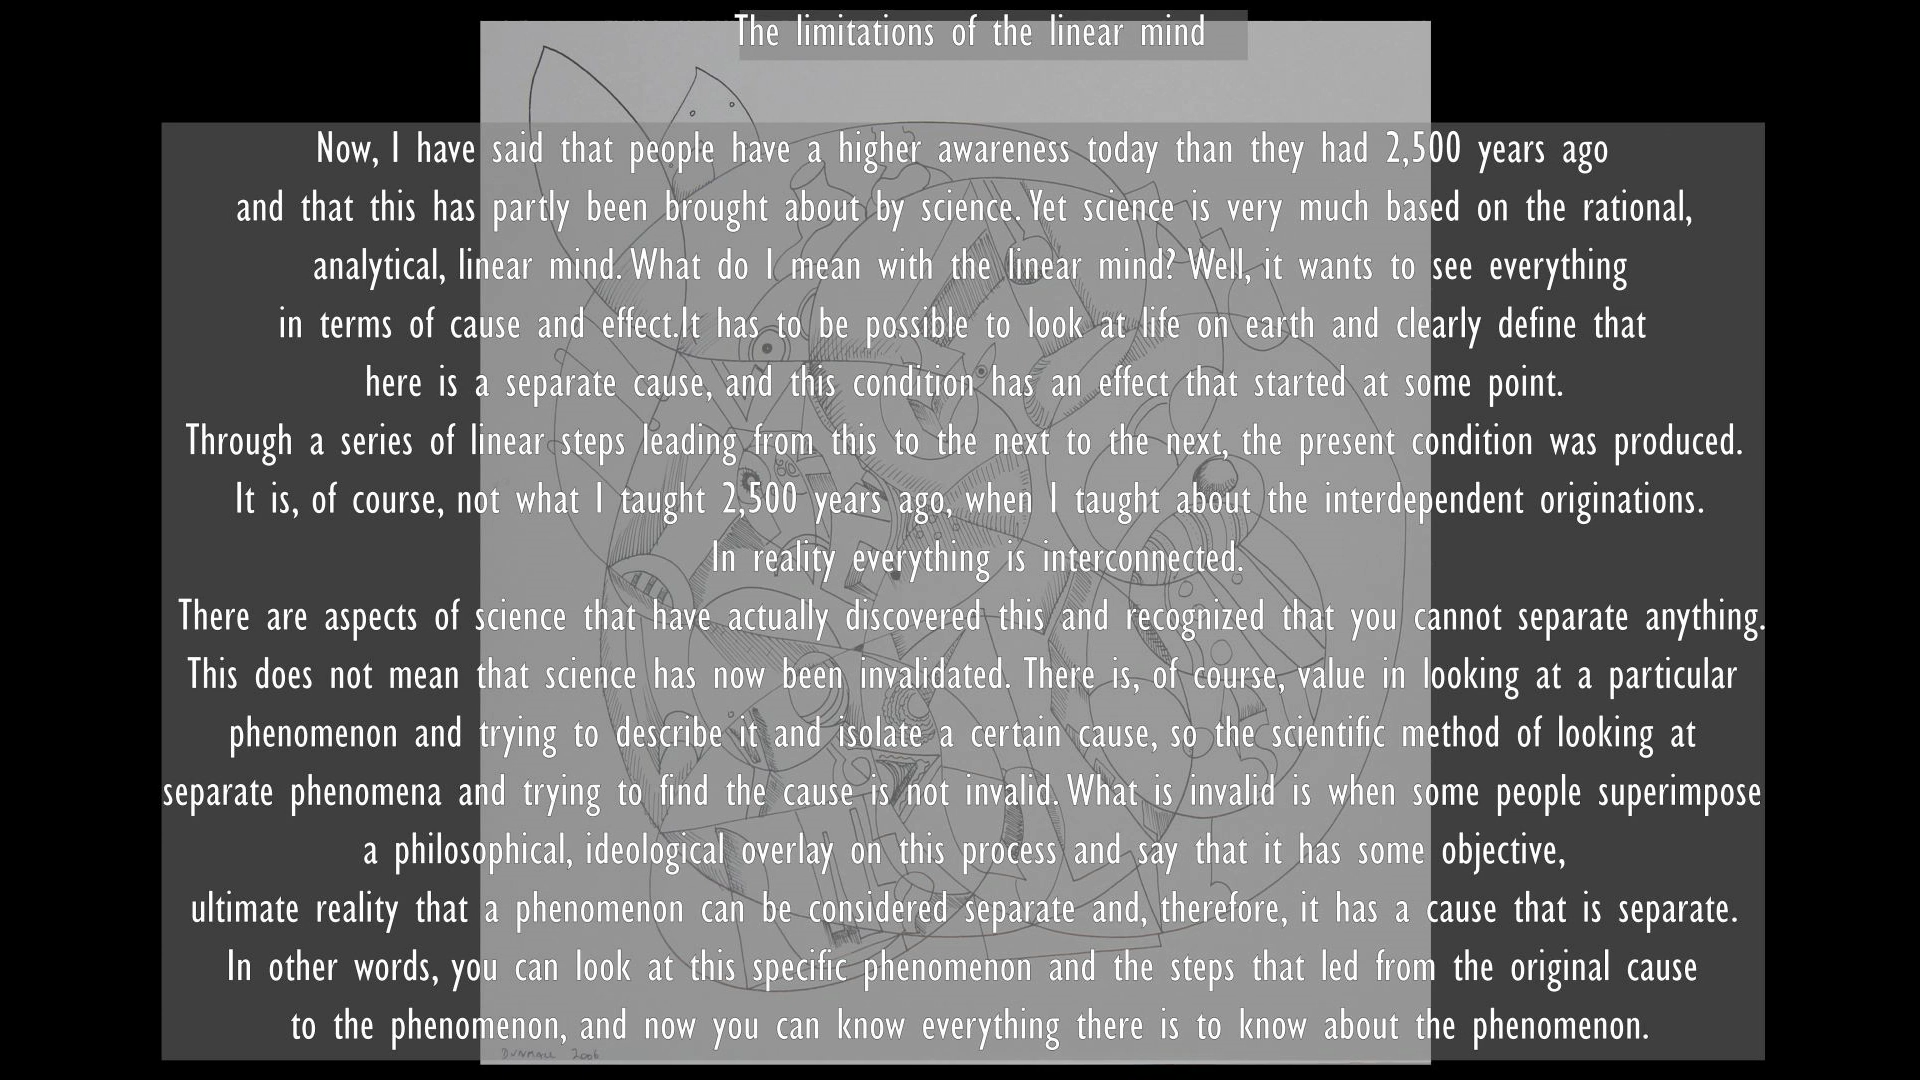 The limitations of the linear mind
Now, I have said that people have a higher awareness today than they had 2,500 years ago
and that this has partly been brought about by science. Yet science is very much based on the rational,
analytical, linear mind. What do I mean with the linear mind? Well, it wants to see everything
in terms of cause and effect.It has to be possible to look at life on earth and clearly define that
here is a separate cause, and this condition has an effect that started at some point.
Through a series of linear steps leading from this to the next to the next, the present condition was produced.
It is, of course, not what I taught 2,500 years ago, when I taught about the interdependent originations.
In reality everything is interconnected.
There are aspects of science that have actually discovered this and recognized that you cannot separate anything.
This does not mean that science has now been invalidated. There is, of course, value in looking at a particular
phenomenon and trying to describe it and isolate a certain cause, so the scientific method of looking at
separate phenomena and trying to find the cause is not invalid. What is invalid is when some people superimpose
a philosophical, ideological overlay on this process and say that it has some objective,
ultimate reality that a phenomenon can be considered separate and, therefore, it has a cause that is separate.
In other words, you can look at this specific phenomenon and the steps that led from the original cause
to the phenomenon, and now you can know everything there is to know about the phenomenon.
DUNMALL 2006